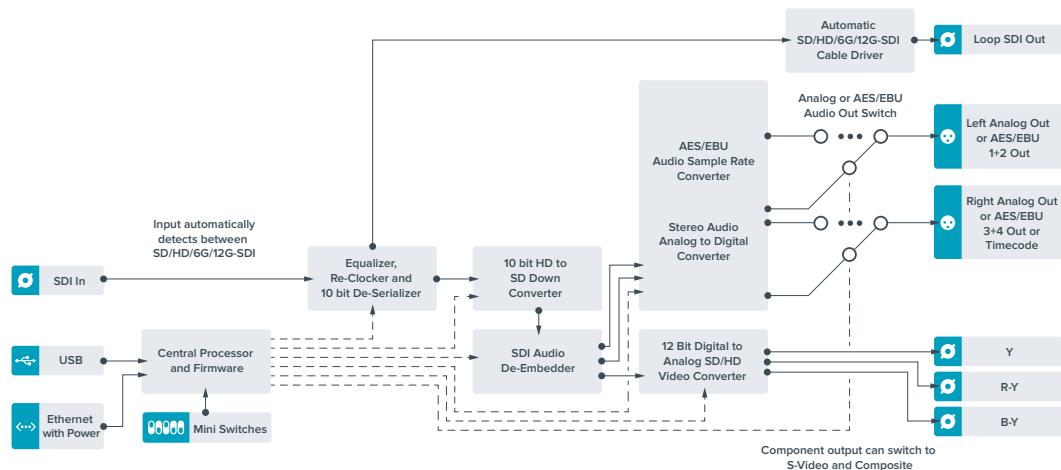 Automatic
SD/HD/6G/12G-SDI
Cable Driver
Loop SDI Out
Analog or AES/EBU
Audio Out Switch
Left Analog Out
or AES/EBU
1+2 Out
AES/EBU
Audio Sample Rate
Converter
Right Analog Out
or AES/EBU
3+4 Out or
Timecode
Stereo Audio
Analog to Digital
Converter
Input automatically
detects between
SD/HD/6G/12G-SDI
SDI In
Equalizer,
Re-Clocker and
10 bit De-Serializer
10 bit HD to
SD Down
Converter
USB
Central Processor
and Firmware
SDI Audio
De-Embedder
12 Bit Digital to
Analog SD/HD
Video Converter
Y
R-Y
B-Y
Ethernet
with Power
Mini Switches
Component output can switch to
S-Video and Composite